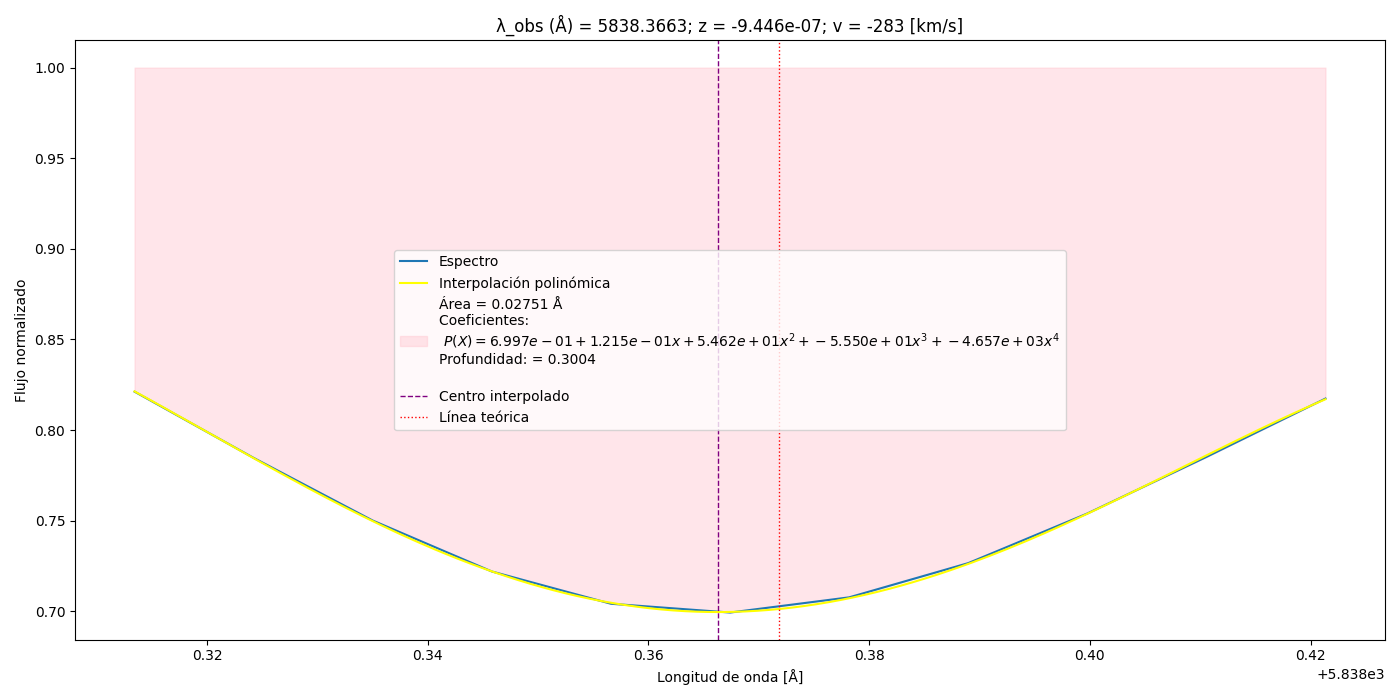 λ_obs (Å) = 5838.3663; z = -9.446e-07; v = -283 [km/s]
Flujo normalizado
1.00
0.95
0.90
0.85
0.80
0.75
0.70
Espectro
Interpolación polinómica
Área = 0.02751 Å
Coeficientes:
P(X) = 6.997e − 01 + 1.215e − 01x + 5.462e + 01x² + − 5.550e + 01x³ + − 4.657e + 03x⁴
Profundidad: = 0.3004
Centro interpolado
Línea teórica
0.32 0.34 0.36 0.38 0.40 0.42
+5.838e3
Longitud de onda [Å]